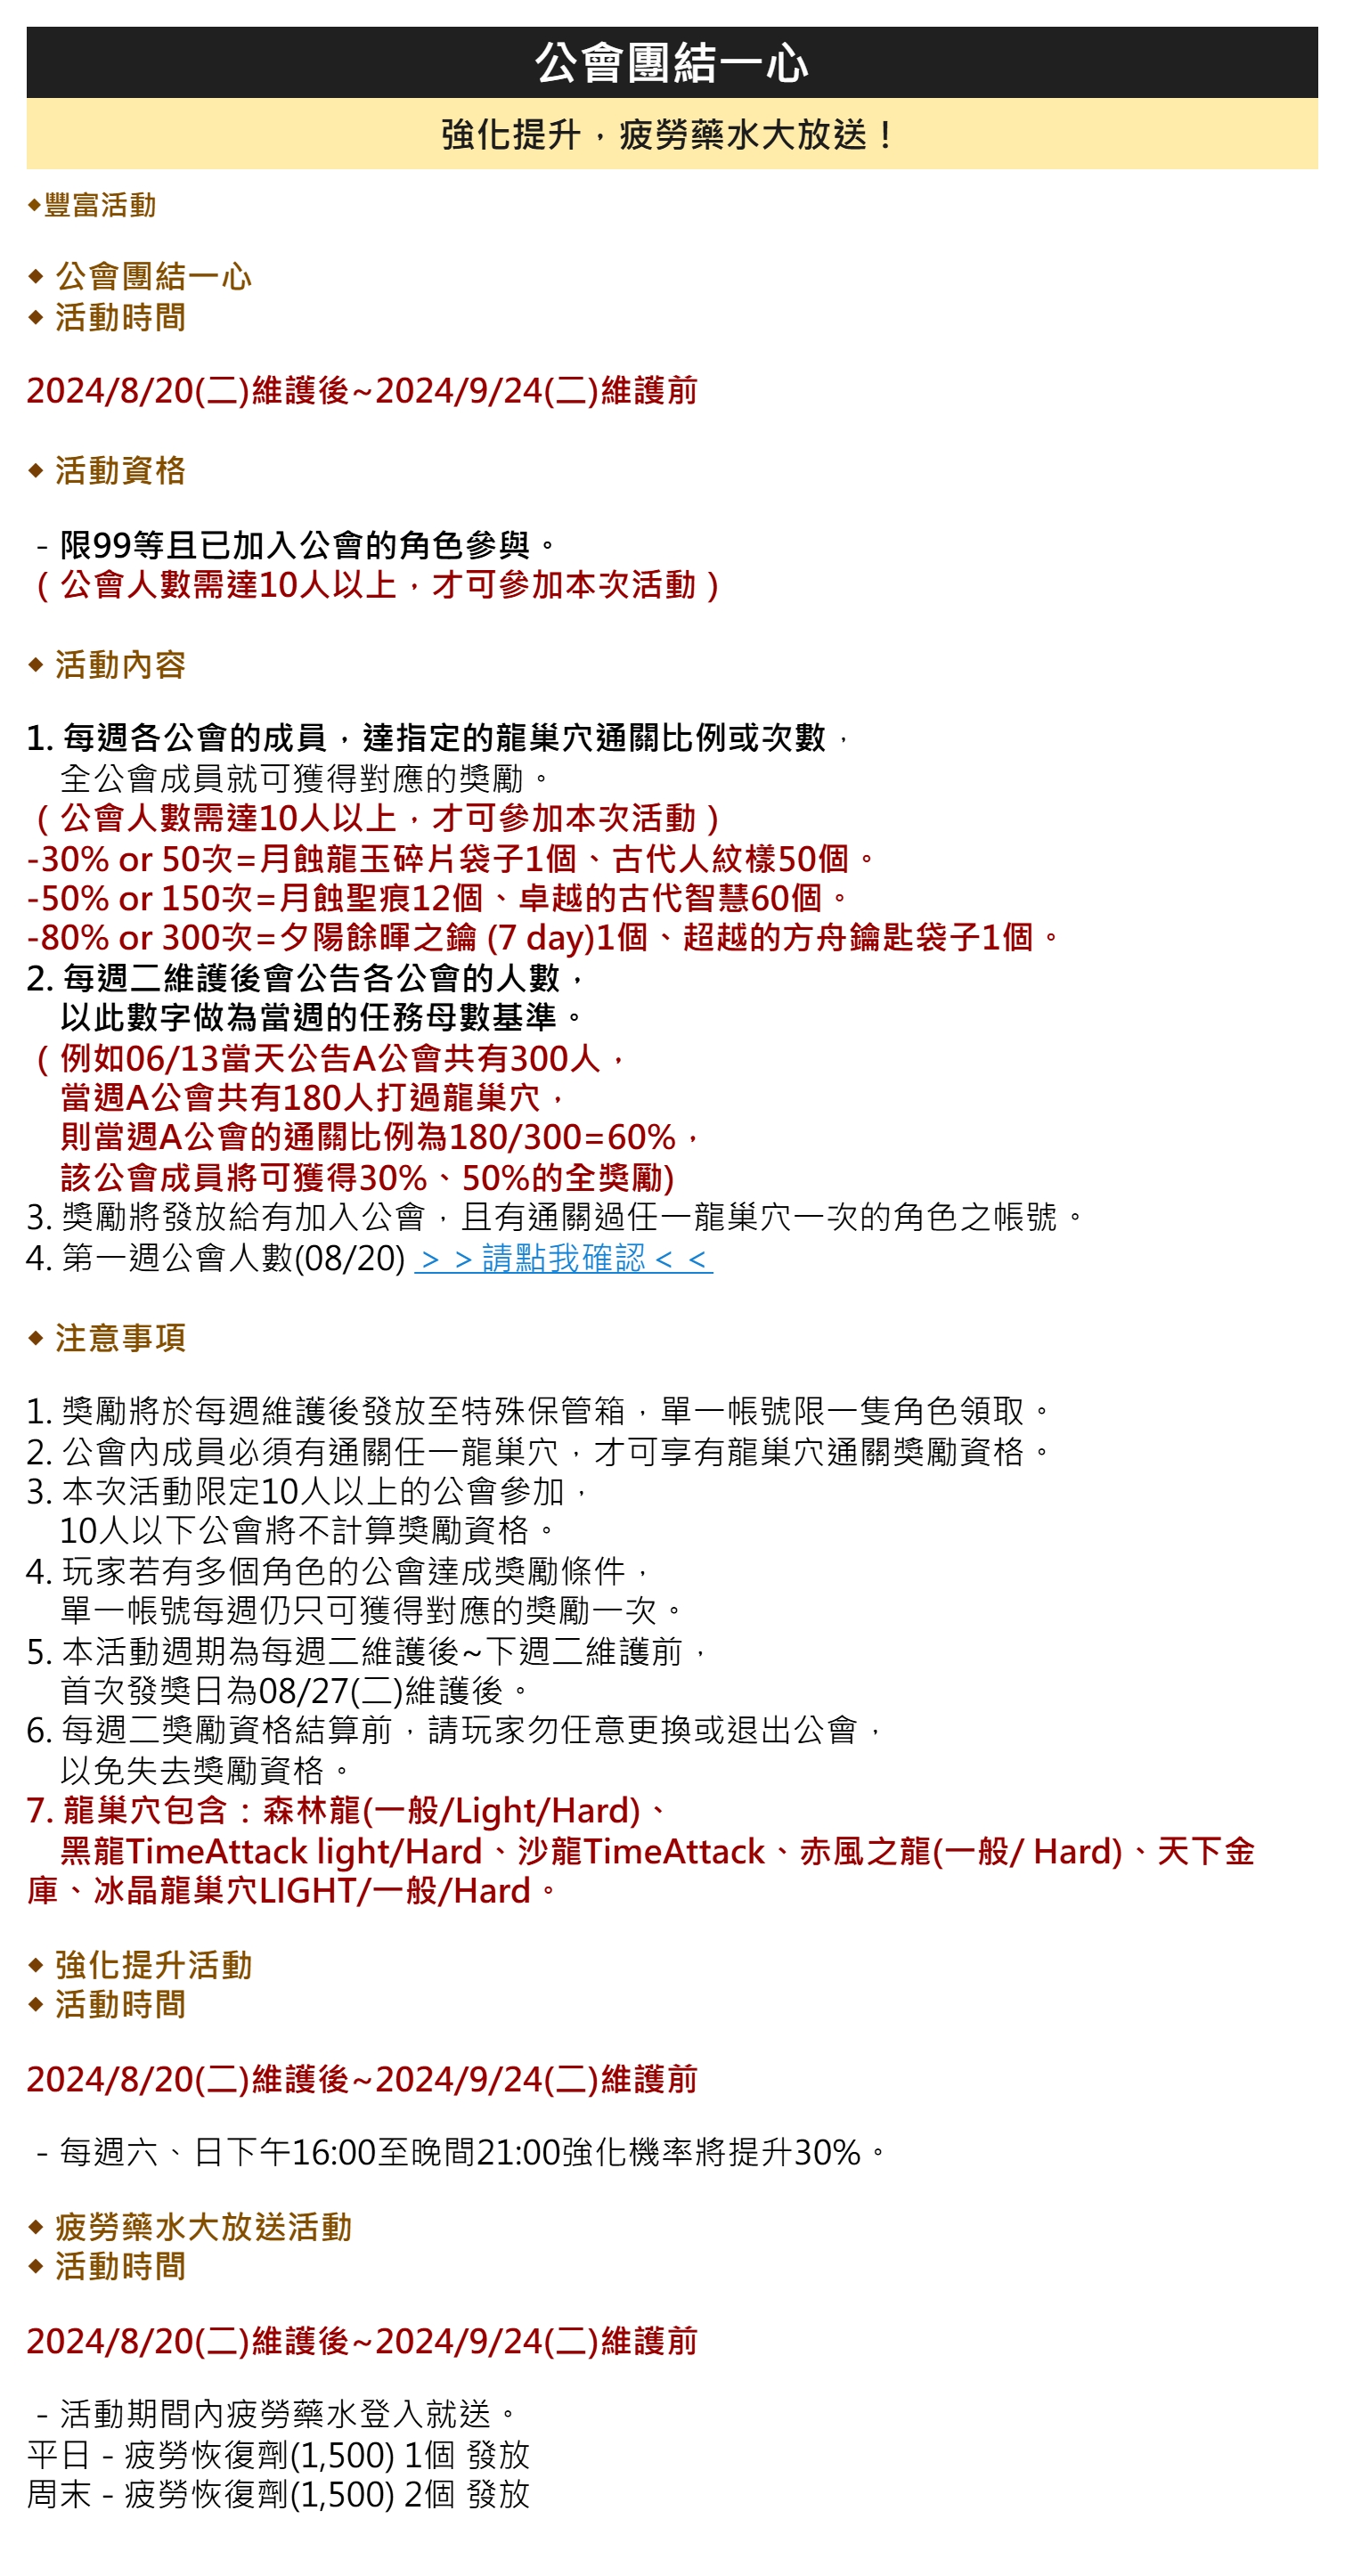 公會團結一心
強化提升，疲勞藥水大放送！
◆豐富活動
◆ 公會團結一心
◆ 活動時間
2024/8/20(二)維護後~2024/9/24(二)維護前
◆ 活動資格
- 限99等且已加入公會的角色參與。
（公會人數需達10人以上，才可參加本次活動）
◆ 活動內容
1. 每週各公會的成員，達指定的龍巢穴通關比例或次數，
全公會成員就可獲得對應的獎勵。
（公會人數需達10人以上，才可參加本次活動）
-30% or 50次=月蝕龍玉碎片袋子1個、古代人紋樣50個。
-50% or 150次=月蝕聖痕12個、卓越的古代智慧60個。
-80% or 300次=夕陽餘暉之鑰 (7 day)1個、超越的方舟鑰匙袋子1個。
2. 每週二維護後會公告各公會的人數，
以此數字做為當週的任務母數基準。
（例如06/13當天公告A公會共有300人，
當週A公會共有180人打過龍巢穴，
則當週A公會的通關比例為180/300=60%，
該公會成員將可獲得30%、50%的全獎勵)
3. 獎勵將發放給有加入公會，且有通關過任一龍巢穴一次的角色之帳號。
4. 第一週公會人數(08/20) ＞＞請點我確認＜＜
◆ 注意事項
1. 獎勵將於每週維護後發放至特殊保管箱，單一帳號限一隻角色領取。
2. 公會內成員必須有通關任一龍巢穴，才可享有龍巢穴通關獎勵資格。
3. 本次活動限定10人以上的公會參加，
10人以下公會將不計算獎勵資格。
4. 玩家若有多個角色的公會達成獎勵條件，
單一帳號每週仍只可獲得對應的獎勵一次。
5. 本活動週期為每週二維護後~下週二維護前，
首次發獎日為08/27(二)維護後。
6. 每週二獎勵資格結算前，請玩家勿任意更換或退出公會，
以免失去獎勵資格。
7. 龍巢穴包含：森林龍(一般/Light/Hard)、
黑龍TimeAttack light/Hard、沙龍TimeAttack、赤風之龍(一般/ Hard)、天下金
庫、冰晶龍巢穴LIGHT/一般/Hard。
◆ 強化提升活動
◆ 活動時間
2024/8/20(二)維護後~2024/9/24(二)維護前
- 每週六、日下午16:00至晚間21:00強化機率將提升30%。
◆ 疲勞藥水大放送活動
◆ 活動時間
2024/8/20(二)維護後~2024/9/24(二)維護前
- 活動期間內疲勞藥水登入就送。
平日 - 疲勞恢復劑(1,500) 1個 發放
周末 - 疲勞恢復劑(1,500) 2個 發放